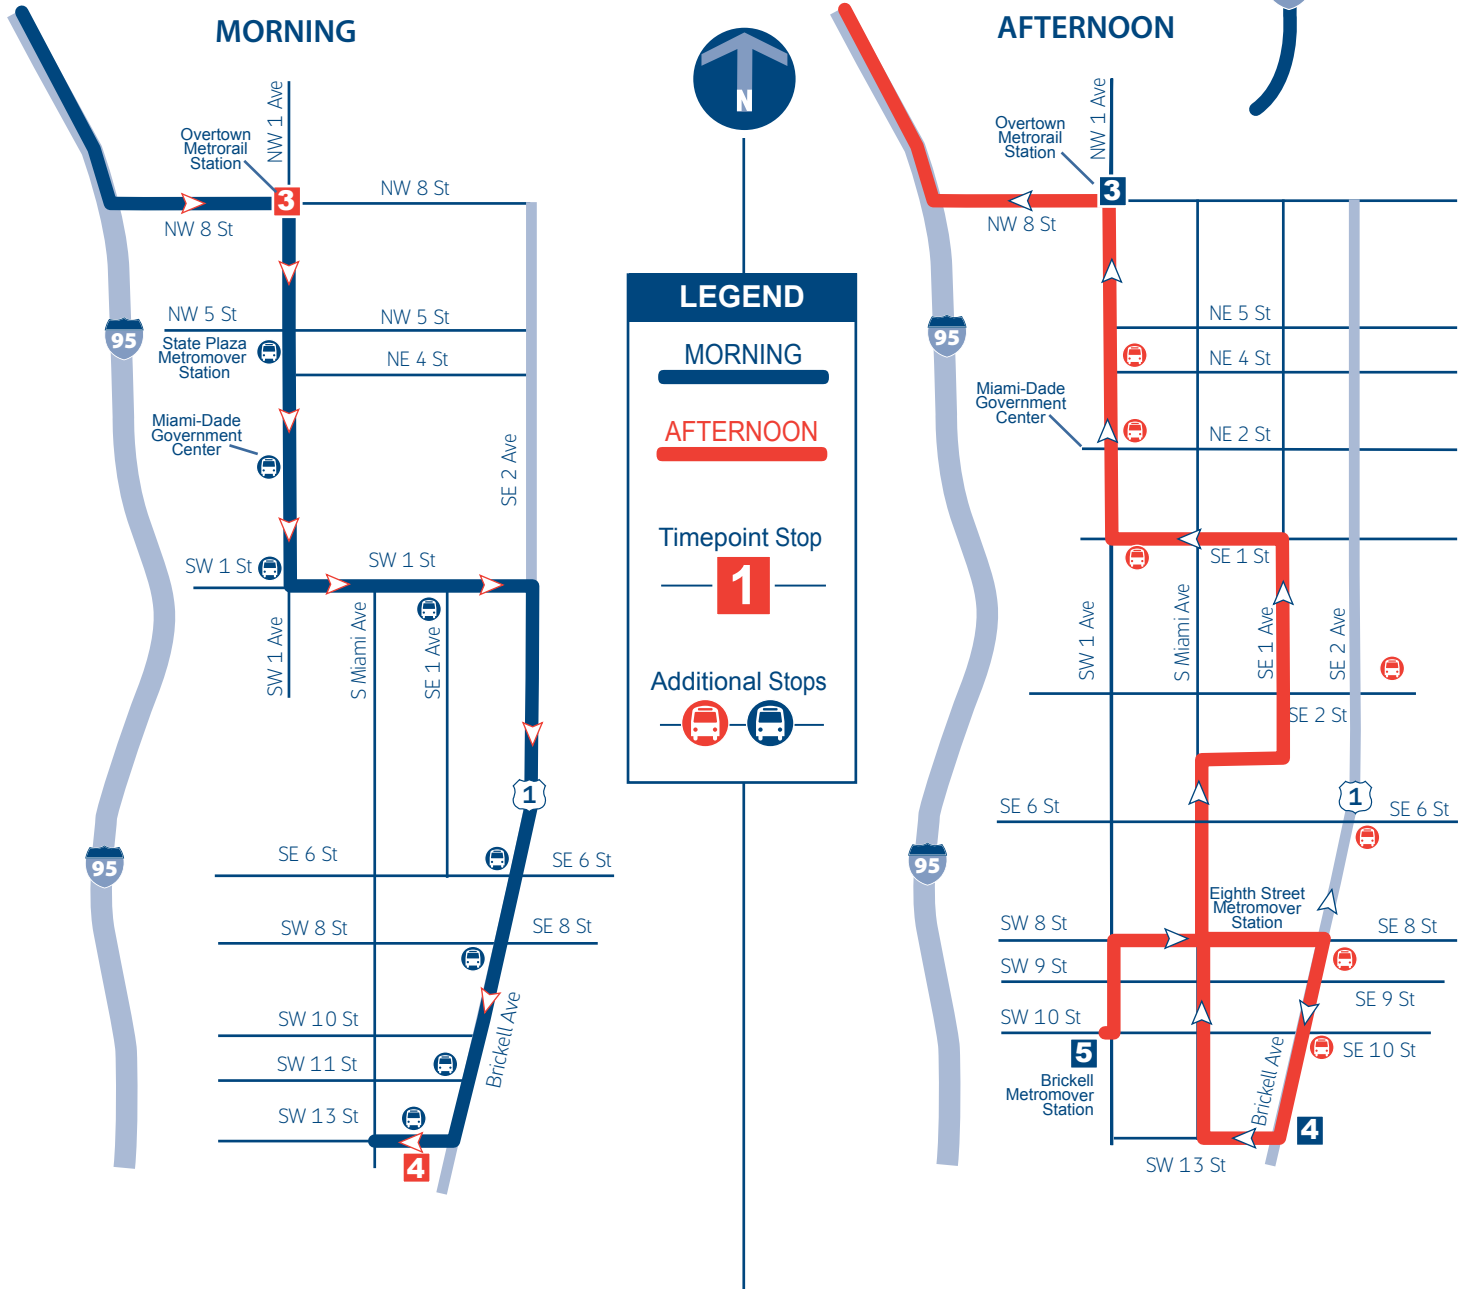 MORNING
NW 1 Ave
Overtown
Metrorail
Station
3
NW 8 St
NW 8 St
NW 5 St
NW 5 St
95
State Plaza
Metromover
Station
NE 4 St
Miami-Dade
Government
Center
SE 2 Ave
SW 1 St
SW 1 St
SW 1 Ave
S Miami Ave
SE 1 Ave
1
95
SE 6 St
SE 6 St
SW 8 St
SE 8 St
SW 10 St
SW 11 St
Brickell Ave
SW 13 St
4
N
LEGEND
MORNING
AFTERNOON
Timepoint Stop
1
Additional Stops
AFTERNOON
NW 1 Ave
Overtown
Metrorail
Station
3
NW 8 St
95
NE 5 St
NE 4 St
Miami-Dade
Government
Center
NE 2 St
SE 1 St
SW 1 Ave
S Miami Ave
SE 1 Ave
SE 2 Ave
SE 2 St
1
SE 6 St
SE 6 St
95
Eighth Street
Metromover
Station
SW 8 St
SE 8 St
SW 9 St
SE 9 St
SW 10 St
SE 10 St
5
Brickell
Metromover
Station
Brickell Ave
4
SW 13 St